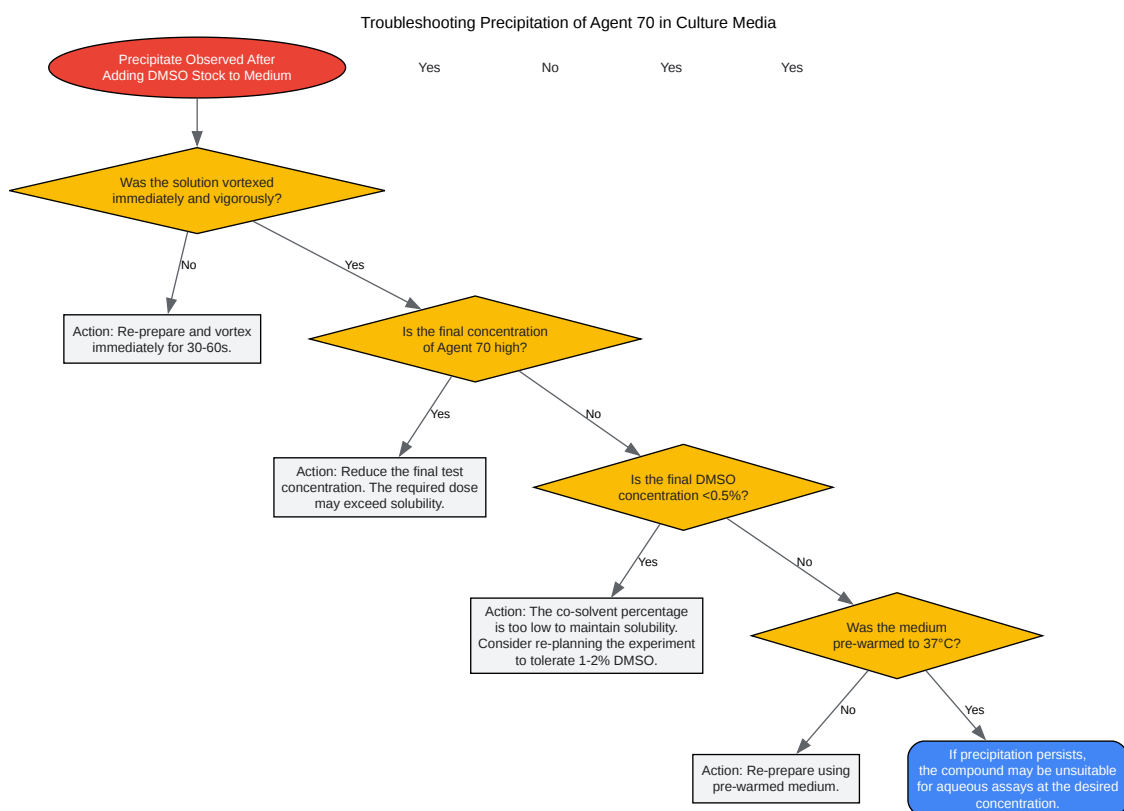 Troubleshooting Precipitation of Agent 70 in Culture Media
Precipitate Observed After
Adding DMSO Stock to Medium
Yes
No
Yes
Yes
Was the solution vortexed
immediately and vigorously?
No
Yes
Action: Re-prepare and vortex
immediately for 30-60s.
Is the final concentration
of Agent 70 high?
Yes
No
Action: Reduce the final test
concentration. The required dose
may exceed solubility.
Is the final DMSO
concentration <0.5%?
Yes
No
Action: The co-solvent percentage
is too low to maintain solubility.
Consider re-planning the experiment
to tolerate 1-2% DMSO.
Was the medium
pre-warmed to 37°C?
No
Yes
Action: Re-prepare using
pre-warmed medium.
If precipitation persists,
the compound may be unsuitable
for aqueous assays at the desired
concentration.